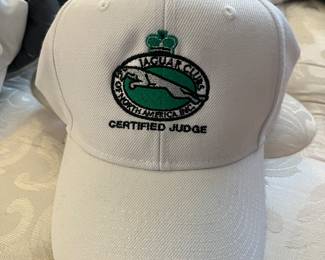 JAGUAR CLUBS
OF NORTH AMERICA INC.
CERTIFIED JUDGE